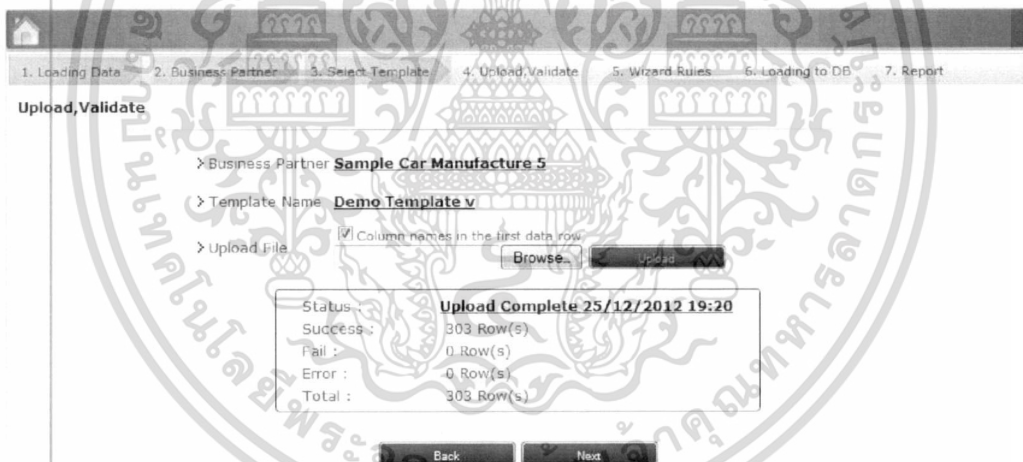 1. Loading Data 2. Business Partner 3. Select Template 4. Upload,Validate 5. Wizard Rules 6. Loading to DB 7. Report
Upload,Validate
> Business Partner Sample Car Manufacture 5
> Template Name Demo Template v
Column names in the first data row
> Upload File Browse... Upload
Status : Upload Complete 25/12/2012 19:20
Success : 303 Row(s)
Fail : 0 Row(s)
Error : 0 Row(s)
Total : 303 Row(s)
Back Next